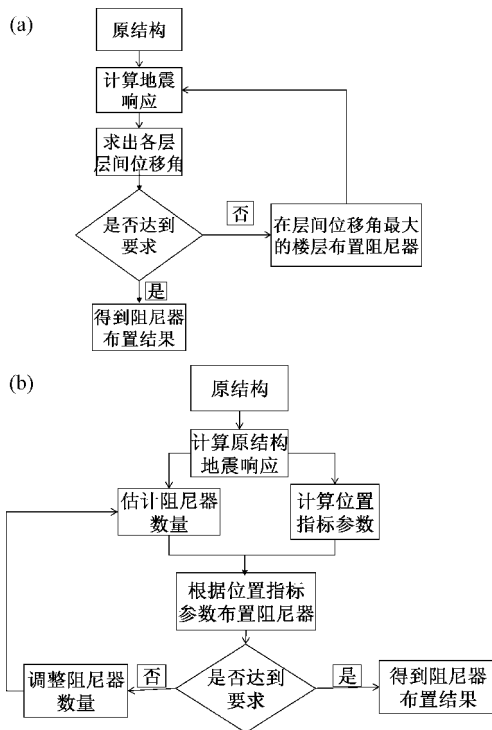 (a)
原结构
计算地震
响应
求出各层
层间位移角
是否达到
要求
否
在层间位移角最大
的楼层布置阻尼器
是
得到阻尼器
布置结果
(b)
原结构
计算原结构
地震响应
估计阻尼器
数量
计算位置
指标参数
根据位置指标
参数布置阻尼器
是否达到
要求
否
调整阻尼器
数量
是
得到阻尼器
布置结果